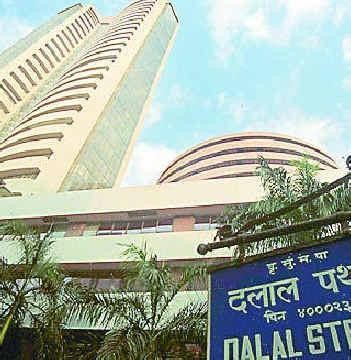 बृ. मुं. म. पा
दलाल पथ
पिन ४०००२३
DALAL STR